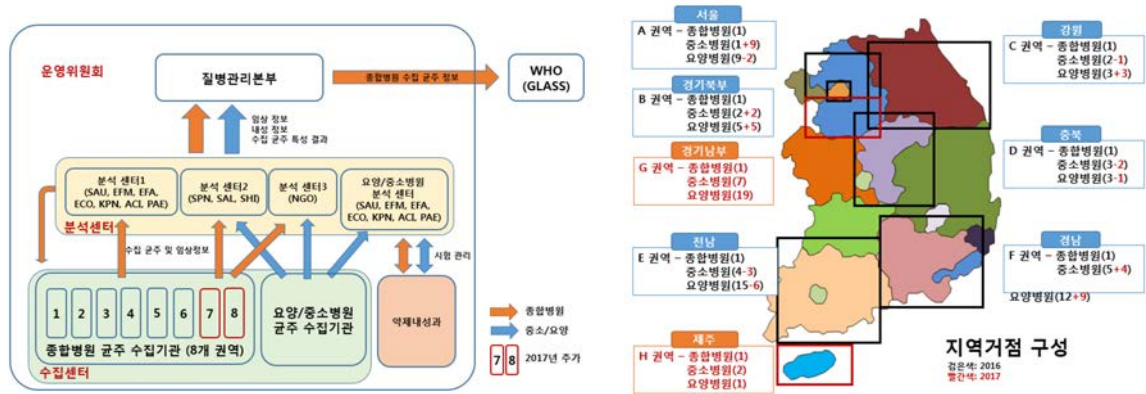 운영위원회
질병관리본부
종합병원 수집 균주 정보
WHO
(GLASS)
임상 정보
내성 정보
수집 균주 특성 결과
분석 센터1
(SAU, EFM, EFA,
ECO, KPN, ACI, PAE)
분석 센터2
(SPN, SAL, SHI)
분석 센터3
(NGO)
요양/중소병원
분석 센터
(SAU, EFM, EFA,
ECO, KPN, ACI, PAE)
분석센터
수집 균주 및 임상정보
시험 관리
1 2 3 4 5 6 7 8
종합병원 균주 수집기관 (8개 권역)
수집센터
요양/중소병원
균주 수집기관
약제내성과
종합병원
중소/요양
7 8 2017년 추가
서울
A 권역 – 종합병원(1)
중소병원(1+9)
요양병원(9-2)
경기북부
B 권역 – 종합병원(1)
중소병원(2+2)
요양병원(5+5)
경기남부
G 권역 – 종합병원(1)
중소병원(7)
요양병원(19)
전남
E 권역 – 종합병원(1)
중소병원(4-3)
요양병원(15-6)
제주
H 권역 – 종합병원(1)
중소병원(2)
요양병원(1)
강원
C 권역 – 종합병원(1)
중소병원(2-1)
요양병원(3+3)
충북
D 권역 – 종합병원(1)
중소병원(3-2)
요양병원(3-1)
경남
F 권역 – 종합병원(1)
중소병원(5+4)
요양병원(12+9)
지역거점 구성
검은색: 2016
빨간색: 2017